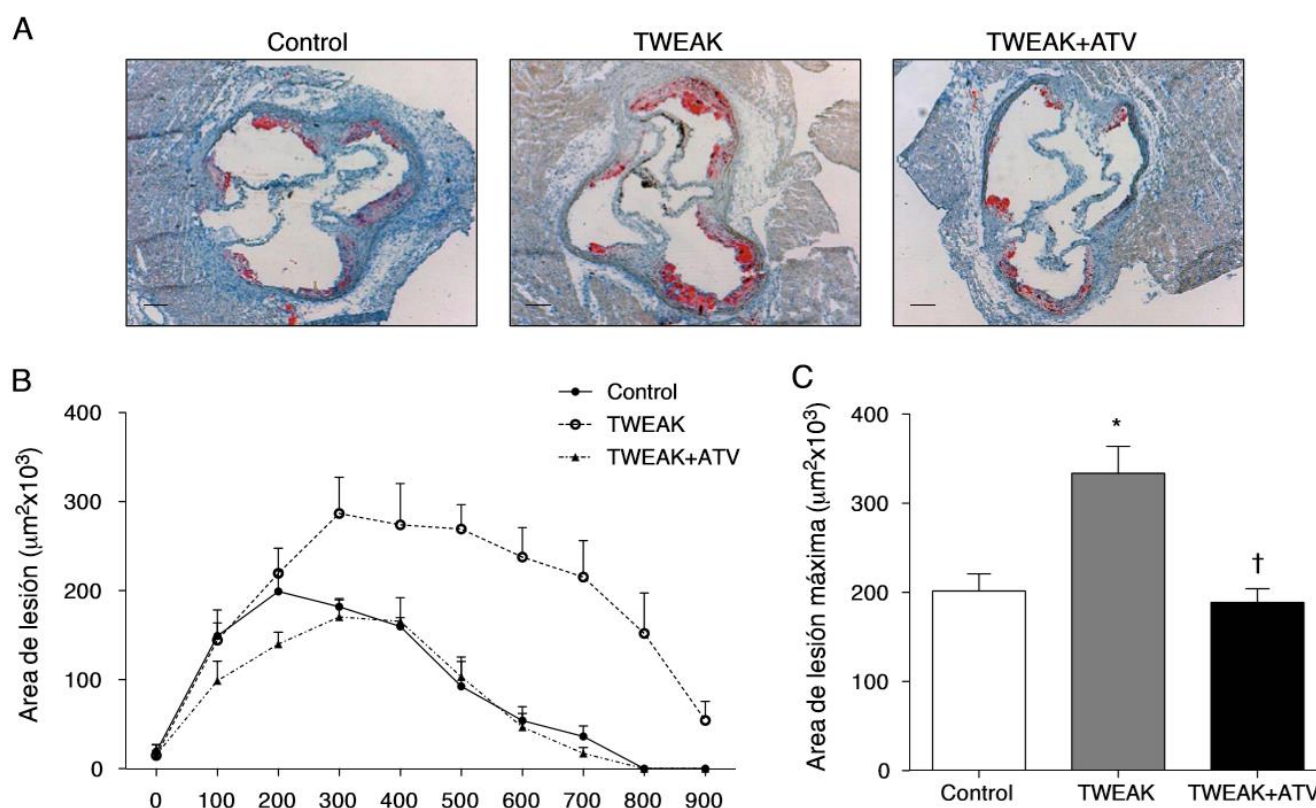 A
Control
TWEAK
TWEAK+ATV
B
Control
TWEAK
TWEAK+ATV
Area de lesión (μm²x10³)
400
300
200
100
0
0 100 200 300 400 500 600 700 800 900
C
Area de lesión máxima (μm²x10³)
400
300
200
100
0
*
†
Control TWEAK TWEAK+ATV